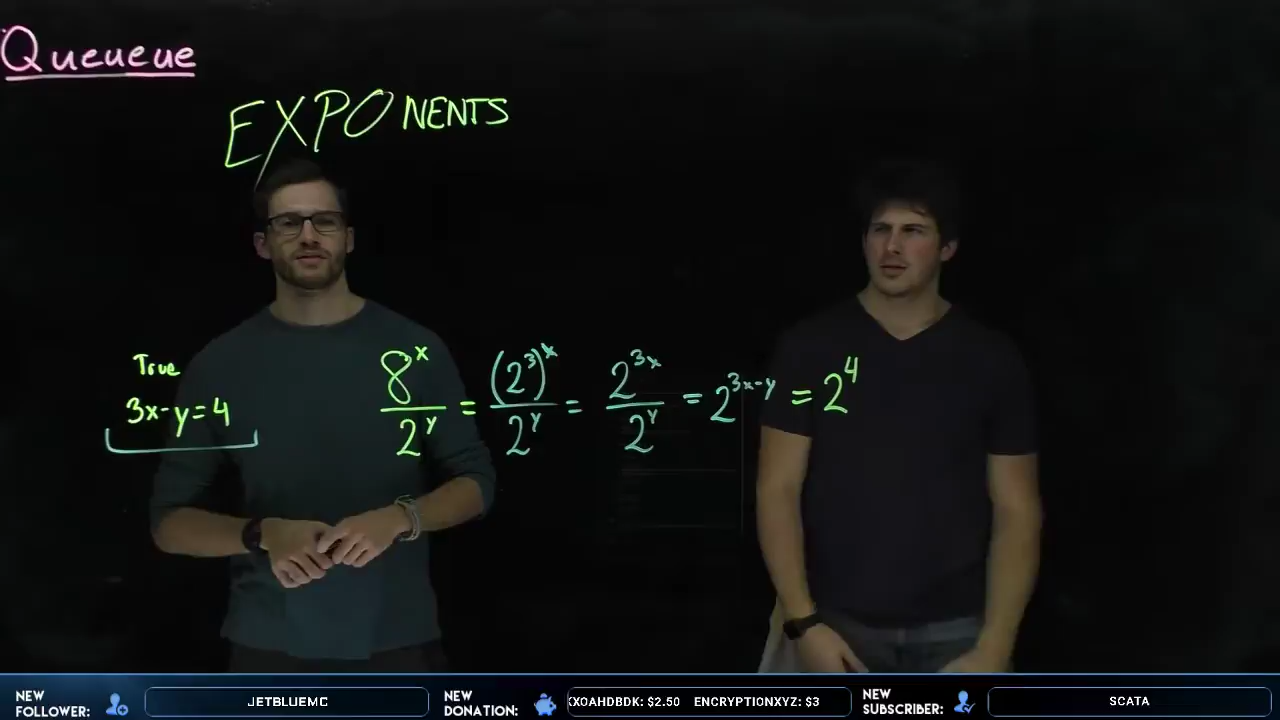 Queueue
EXPONENTS
True
3x-y=4
8^x/2^y = (2^3)^x/2^y = 2^3x/2^y = 2^3x-y = 2^4
NEW FOLLOWER:
JETBLUEMC
NEW DONATION:
XOAHDBDK: $2.50 ENCRYPTIONXYZ: $3
NEW SUBSCRIBER:
SCATA